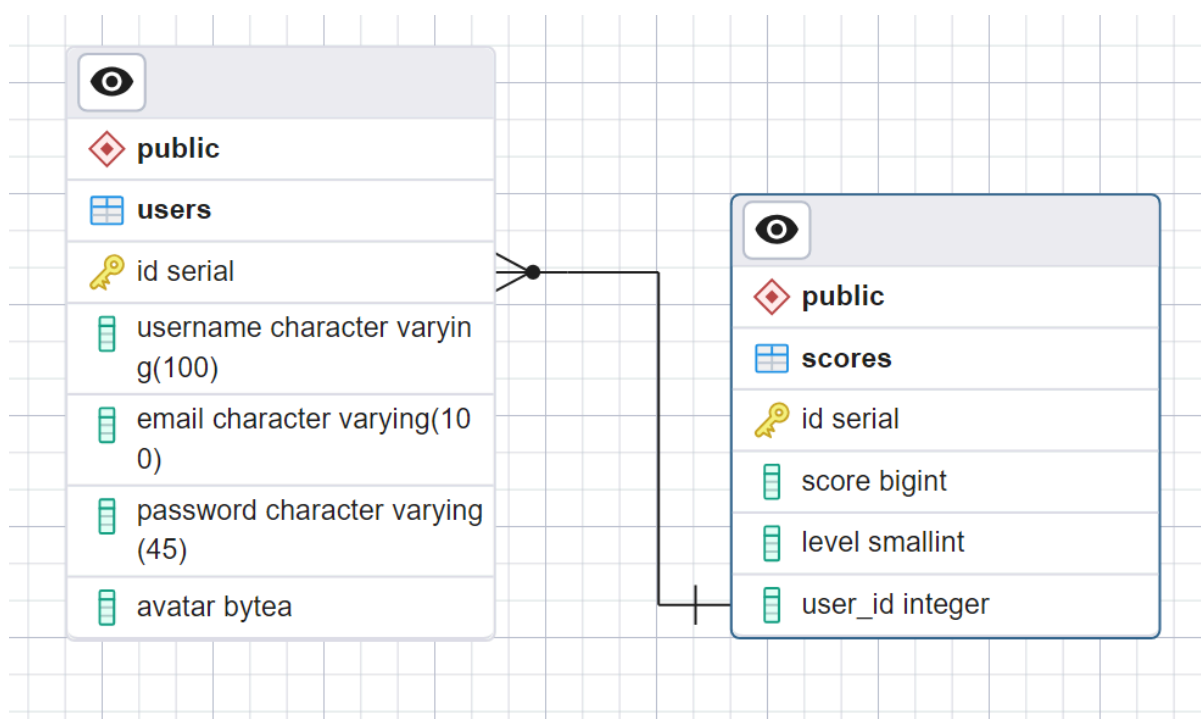 public
users
id serial
username character varyin
g(100)
email character varying(10
0)
password character varying
(45)
avatar bytea
public
scores
id serial
score bigint
level smallint
user_id integer